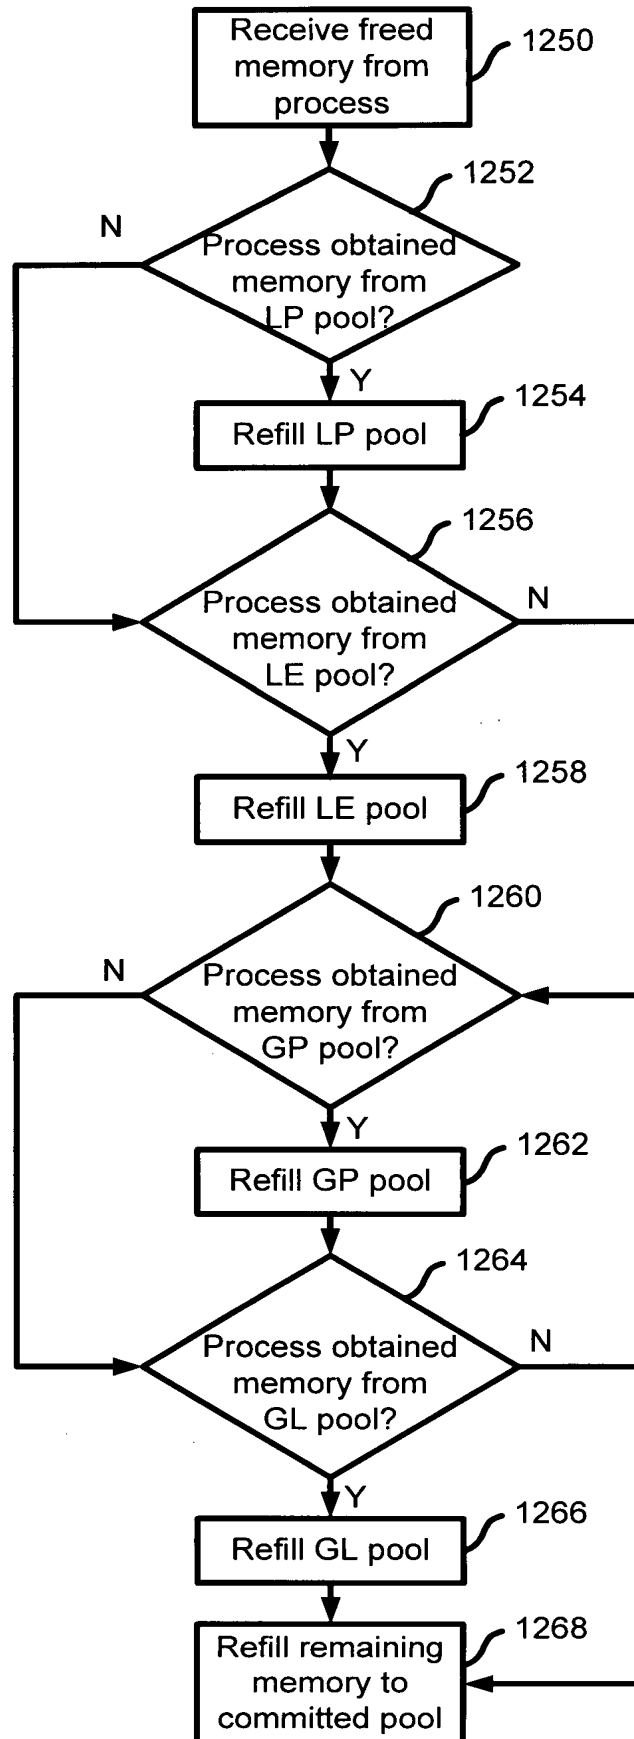 Receive freed
memory from
process
1250
1252
N
Process obtained
memory from
LP pool?
Y
1254
Refill LP pool
1256
Process obtained
memory from
LE pool?
N
Y
1258
Refill LE pool
1260
N
Process obtained
memory from
GP pool?
Y
1262
Refill GP pool
1264
Process obtained
memory from
GL pool?
N
Y
1266
Refill GL pool
1268
Refill remaining
memory to
committed pool